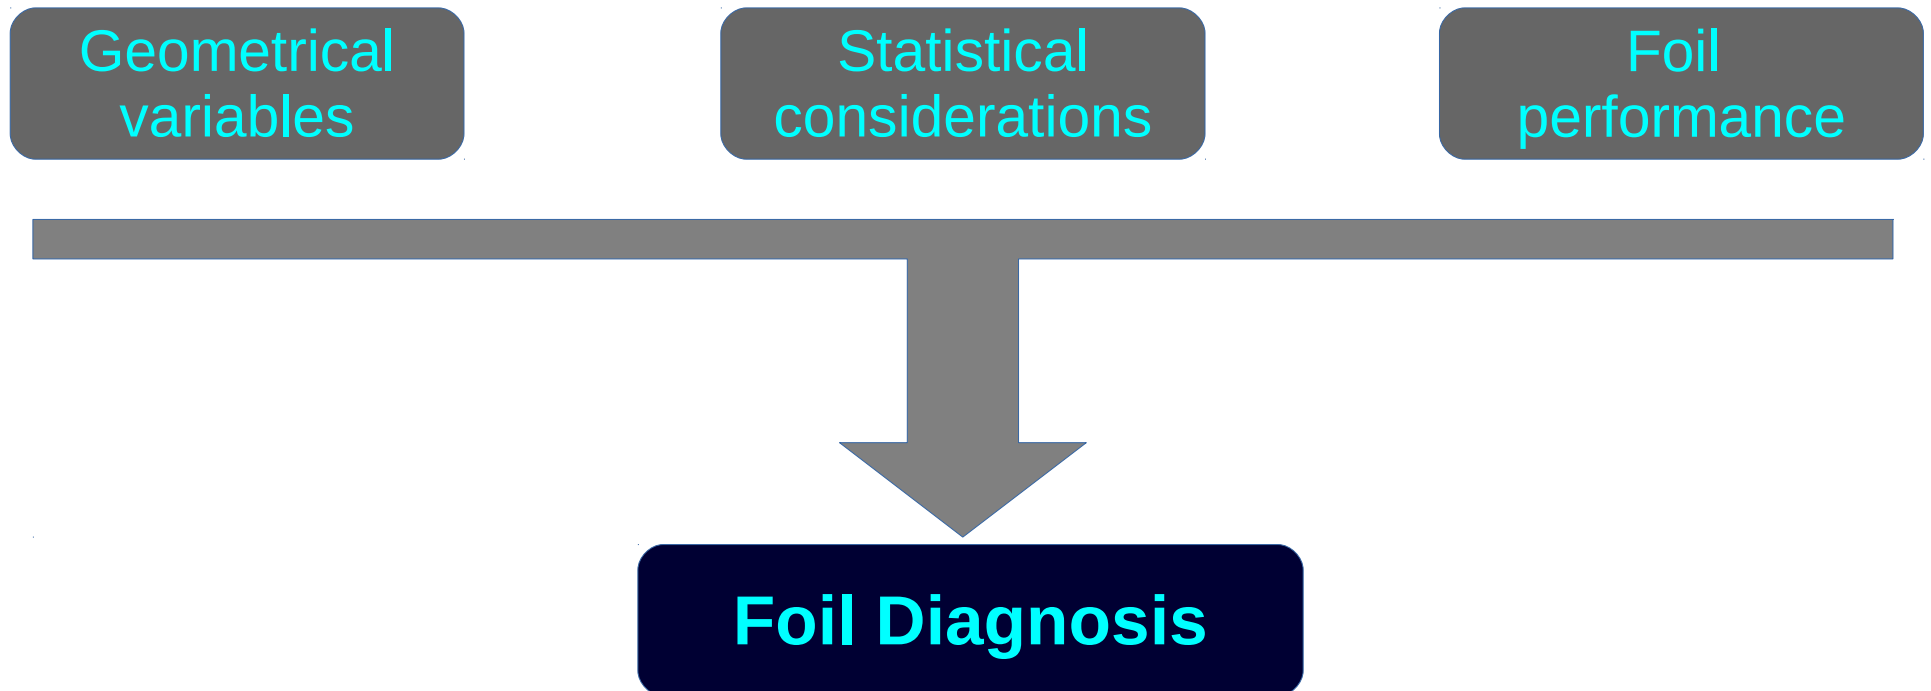 Geometrical
variables
Statistical
considerations
Foil
performance
Foil Diagnosis